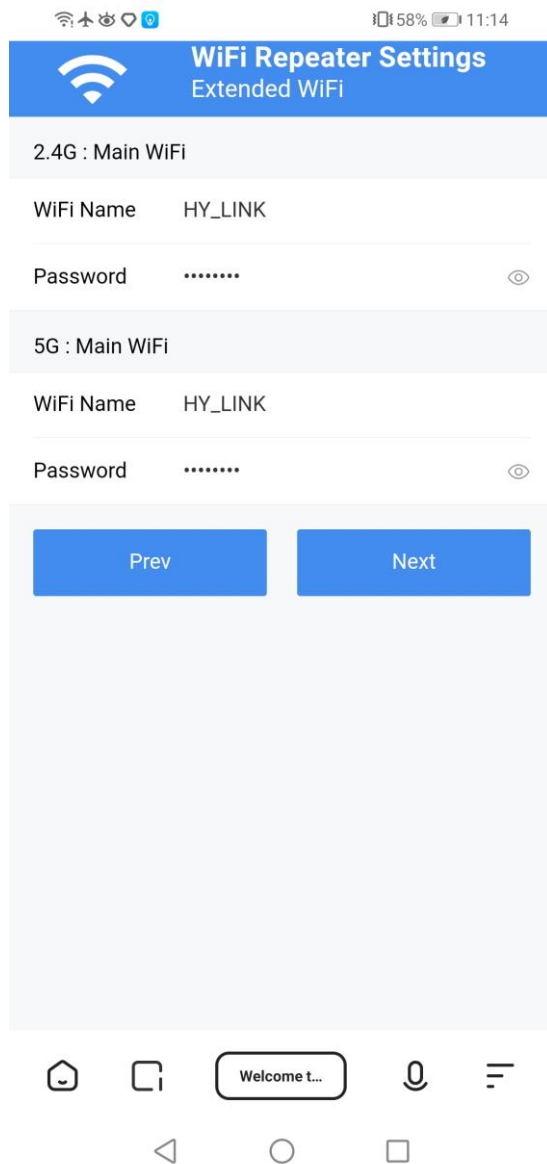 58% 11:14
WiFi Repeater Settings
Extended WiFi
2.4G : Main WiFi
WiFi Name HY_LINK
Password ••••••••
5G : Main WiFi
WiFi Name HY_LINK
Password ••••••••
Prev Next
Welcome t...